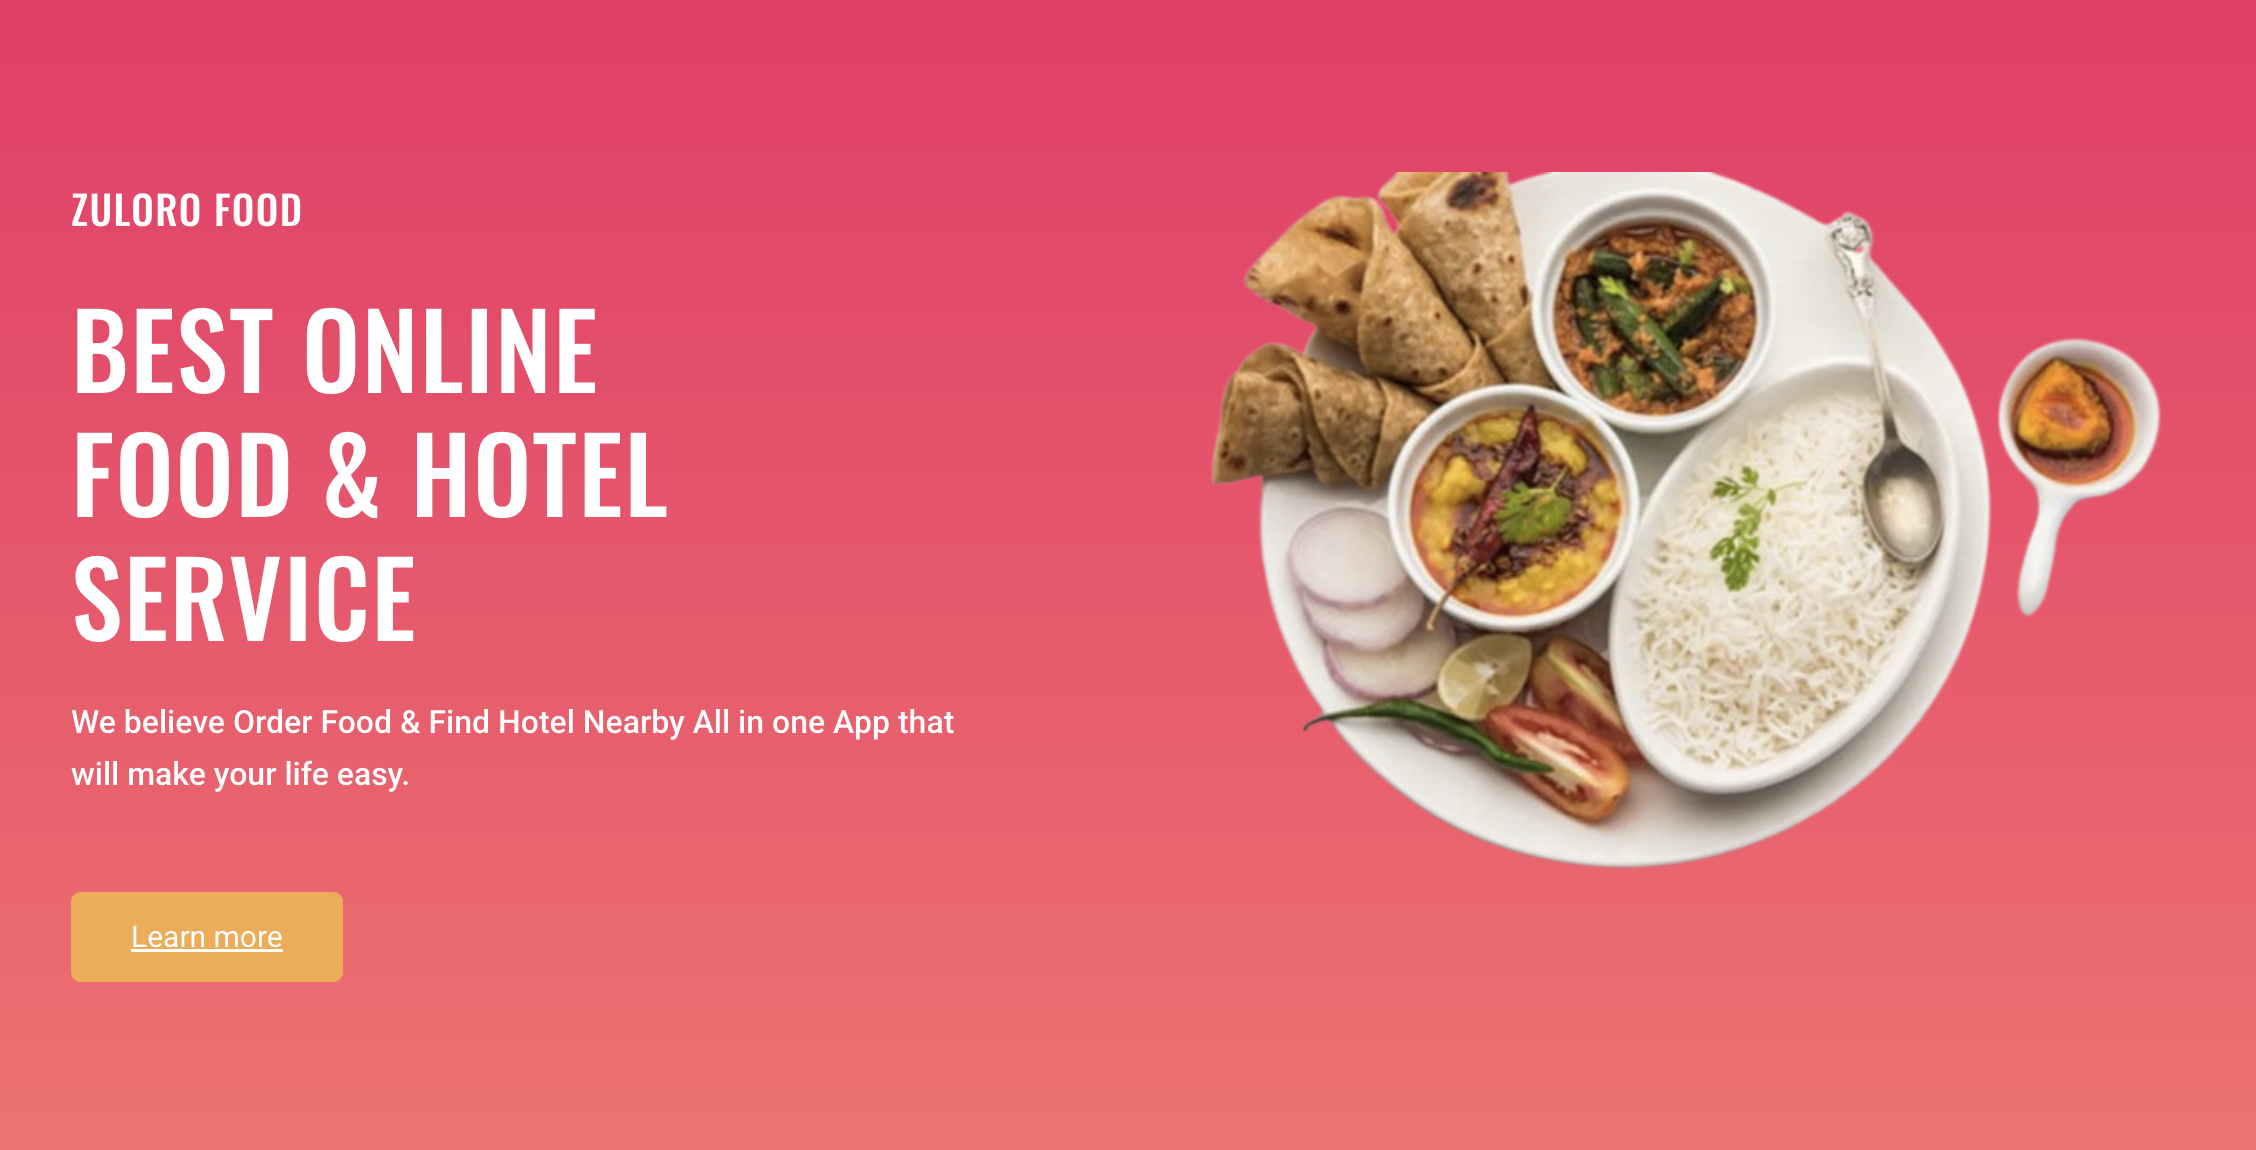 ZULORO FOOD
BEST ONLINE
FOOD & HOTEL
SERVICE
We believe Order Food & Find Hotel Nearby All in one App that
will make your life easy.
Learn more